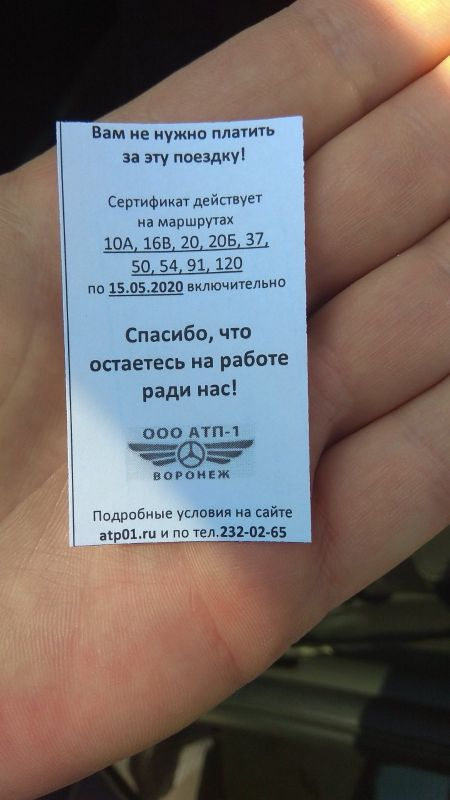 Вам не нужно платить
за эту поездку!
Сертификат действует
на маршрутах
10А, 16В, 20, 20Б, 37,
50, 54, 91, 120
по 15.05.2020 включительно
Спасибо, что
остаетесь на работе
ради нас!
ООО АТП-1
ВОРОНЕЖ
Подробные условия на сайте
atp01.ru и по тел.232-02-65